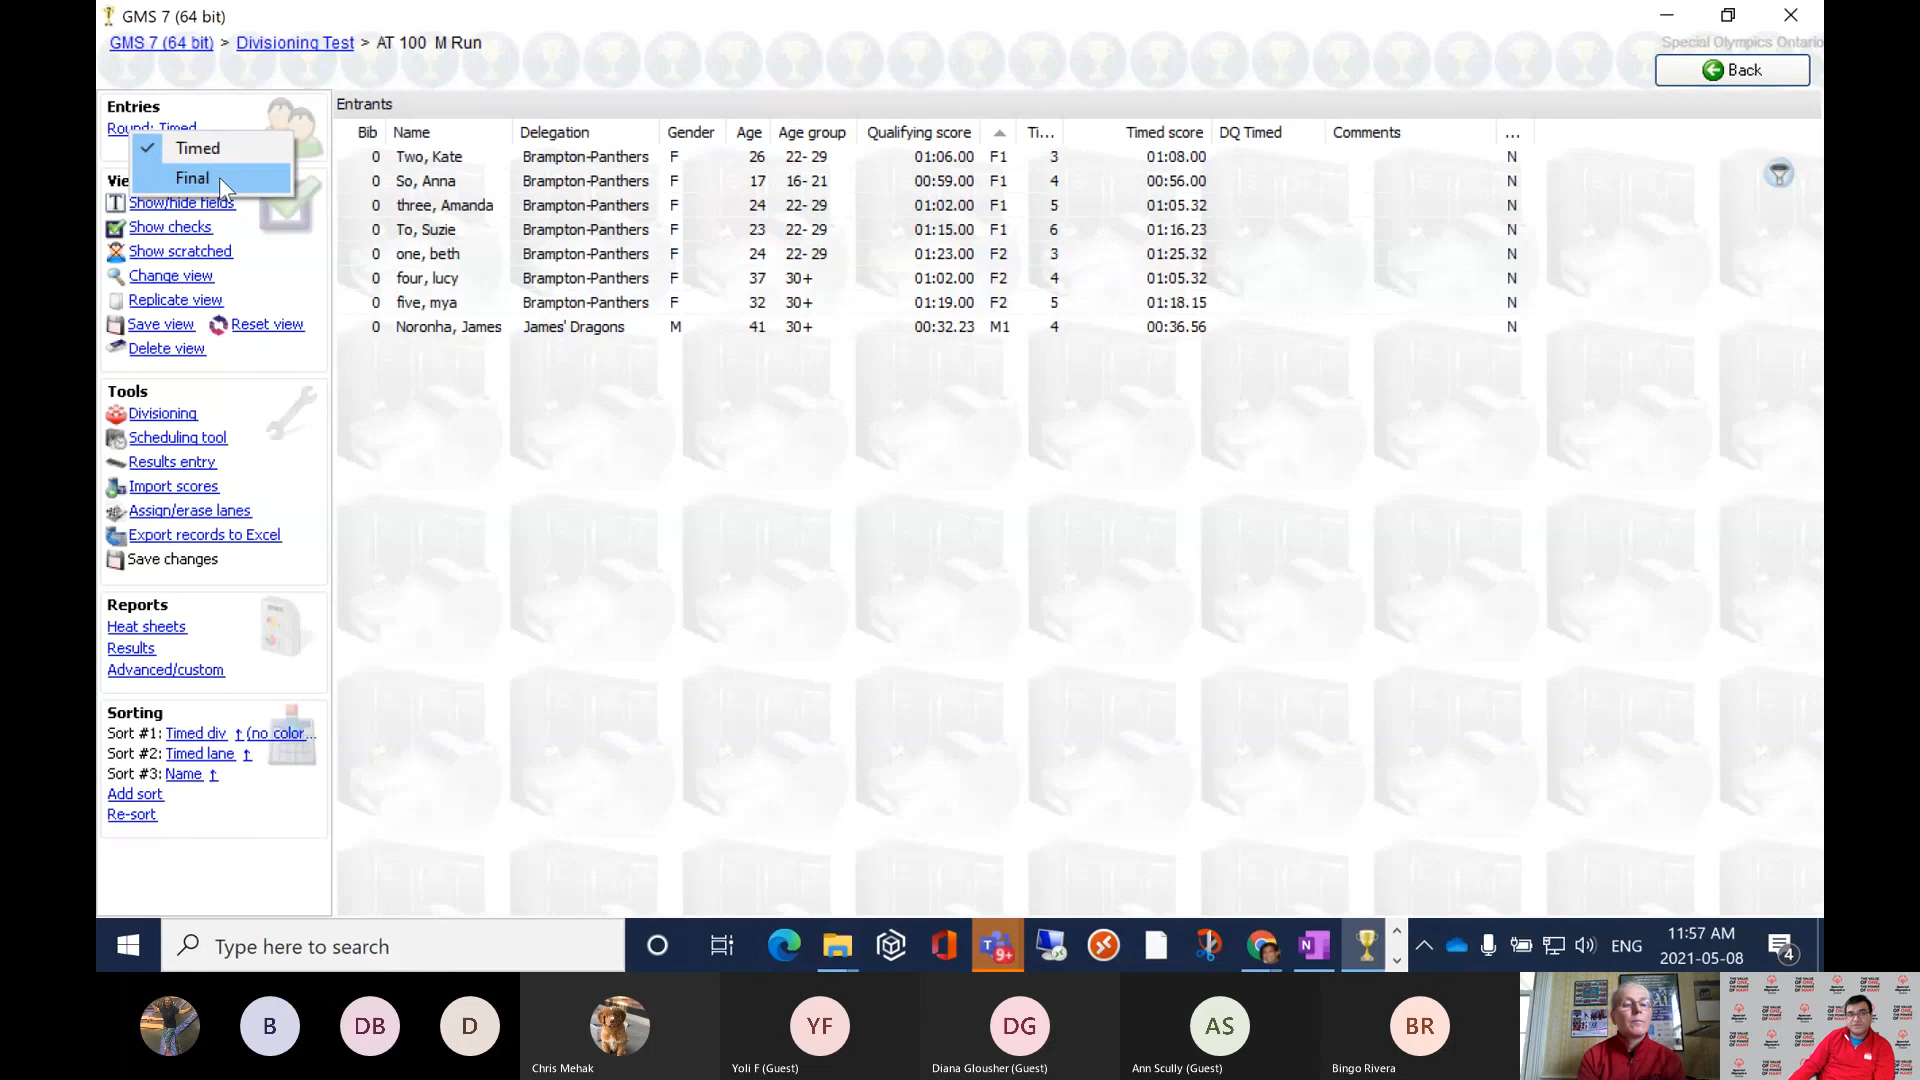 GMS 7 (64 bit)
GMS 7 (64 bit) > Divisioning Test > AT 100 M Run
Special Olympics Ontario
Back
Entries
Round: Timed
Timed
Final
Show/hide fields
Show checks
Show scratched
Change view
Replicate view
Save view Reset view
Delete view
Tools
Divisioning
Scheduling tool
Results entry
Import scores
Assign/erase lanes
Export records to Excel
Save changes
Reports
Heat sheets
Results
Advanced/custom
Sorting
Sort #1: Timed div ↑ (no color...
Sort #2: Timed lane ↑
Sort #3: Name ↑
Add sort
Re-sort
Entrants
Bib Name Delegation Gender Age Age group Qualifying score Ti... Timed score DQ Timed Comments ...
0 Two, Kate Brampton-Panthers F 26 22- 29 01:06.00 F1 3 01:08.00 N
0 So, Anna Brampton-Panthers F 17 16- 21 00:59.00 F1 4 00:56.00 N
0 three, Amanda Brampton-Panthers F 24 22- 29 01:02.00 F1 5 01:05.32 N
0 To, Suzie Brampton-Panthers F 23 22- 29 01:15.00 F1 6 01:16.23 N
0 one, beth Brampton-Panthers F 24 22- 29 01:23.00 F2 3 01:25.32 N
0 four, lucy Brampton-Panthers F 37 30+ 01:02.00 F2 4 01:05.32 N
0 five, mya Brampton-Panthers F 32 30+ 01:19.00 F2 5 01:18.15 N
0 Noronha, James James' Dragons M 41 30+ 00:32.23 M1 4 00:36.56 N
Type here to search
9+
N
ENG
11:57 AM
2021-05-08
4
B
DB
D
YF
DG
AS
BR
Chris Mehak
Yoli F (Guest)
Diana Glousher (Guest)
Ann Scully (Guest)
Bingo Rivera